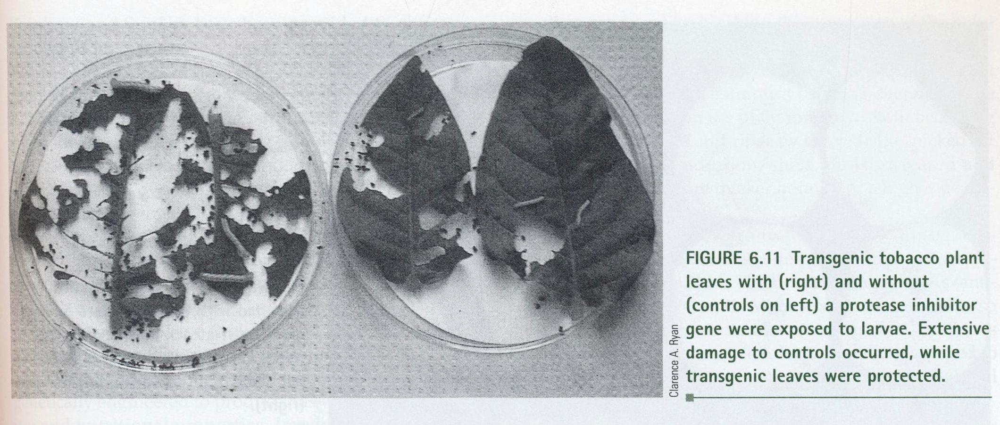 FIGURE 6.11 Transgenic tobacco plant
leaves with (right) and without
(controls on left) a protease inhibitor
gene were exposed to larvae. Extensive
damage to controls occurred, while
transgenic leaves were protected.
Clarence A. Ryan